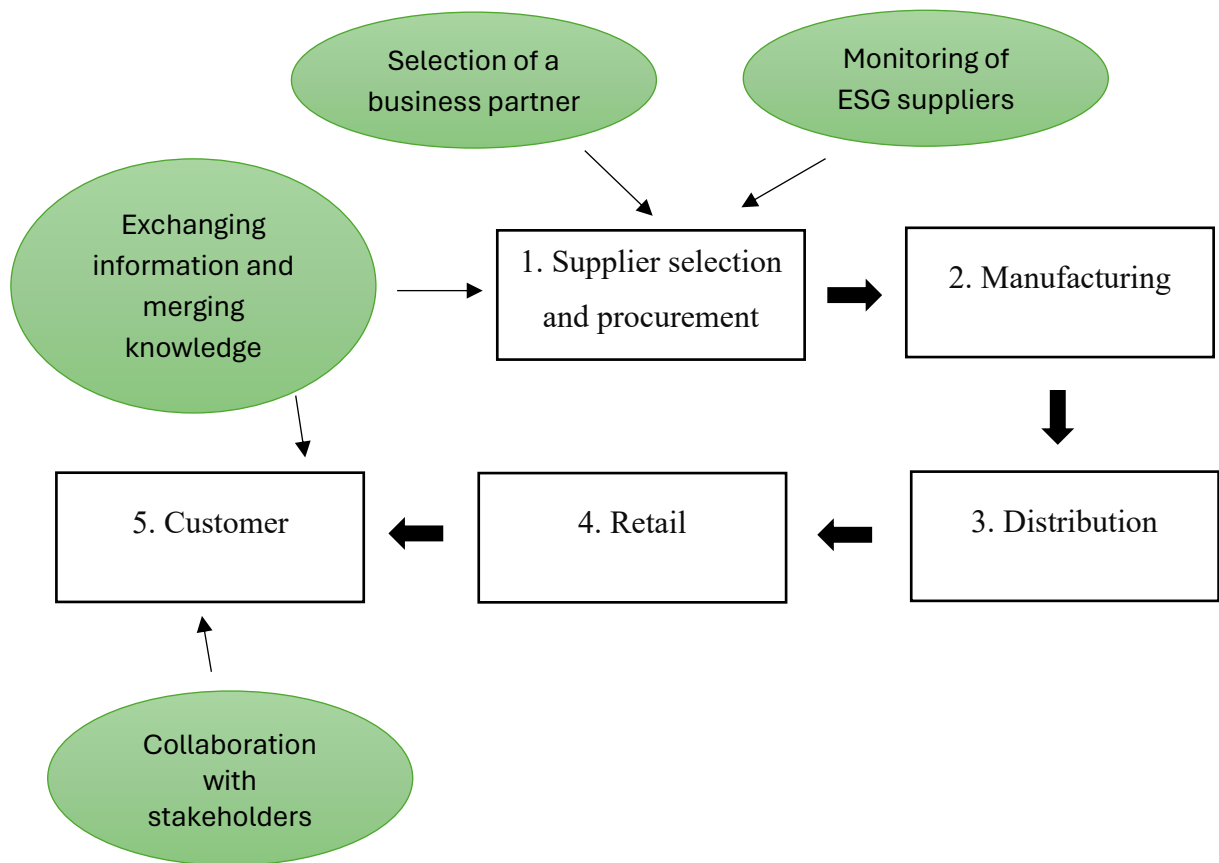 Selection of a
business partner
Monitoring of
ESG suppliers
Exchanging
information and
merging
knowledge
1. Supplier selection
and procurement
2. Manufacturing
5. Customer
4. Retail
3. Distribution
Collaboration
with
stakeholders